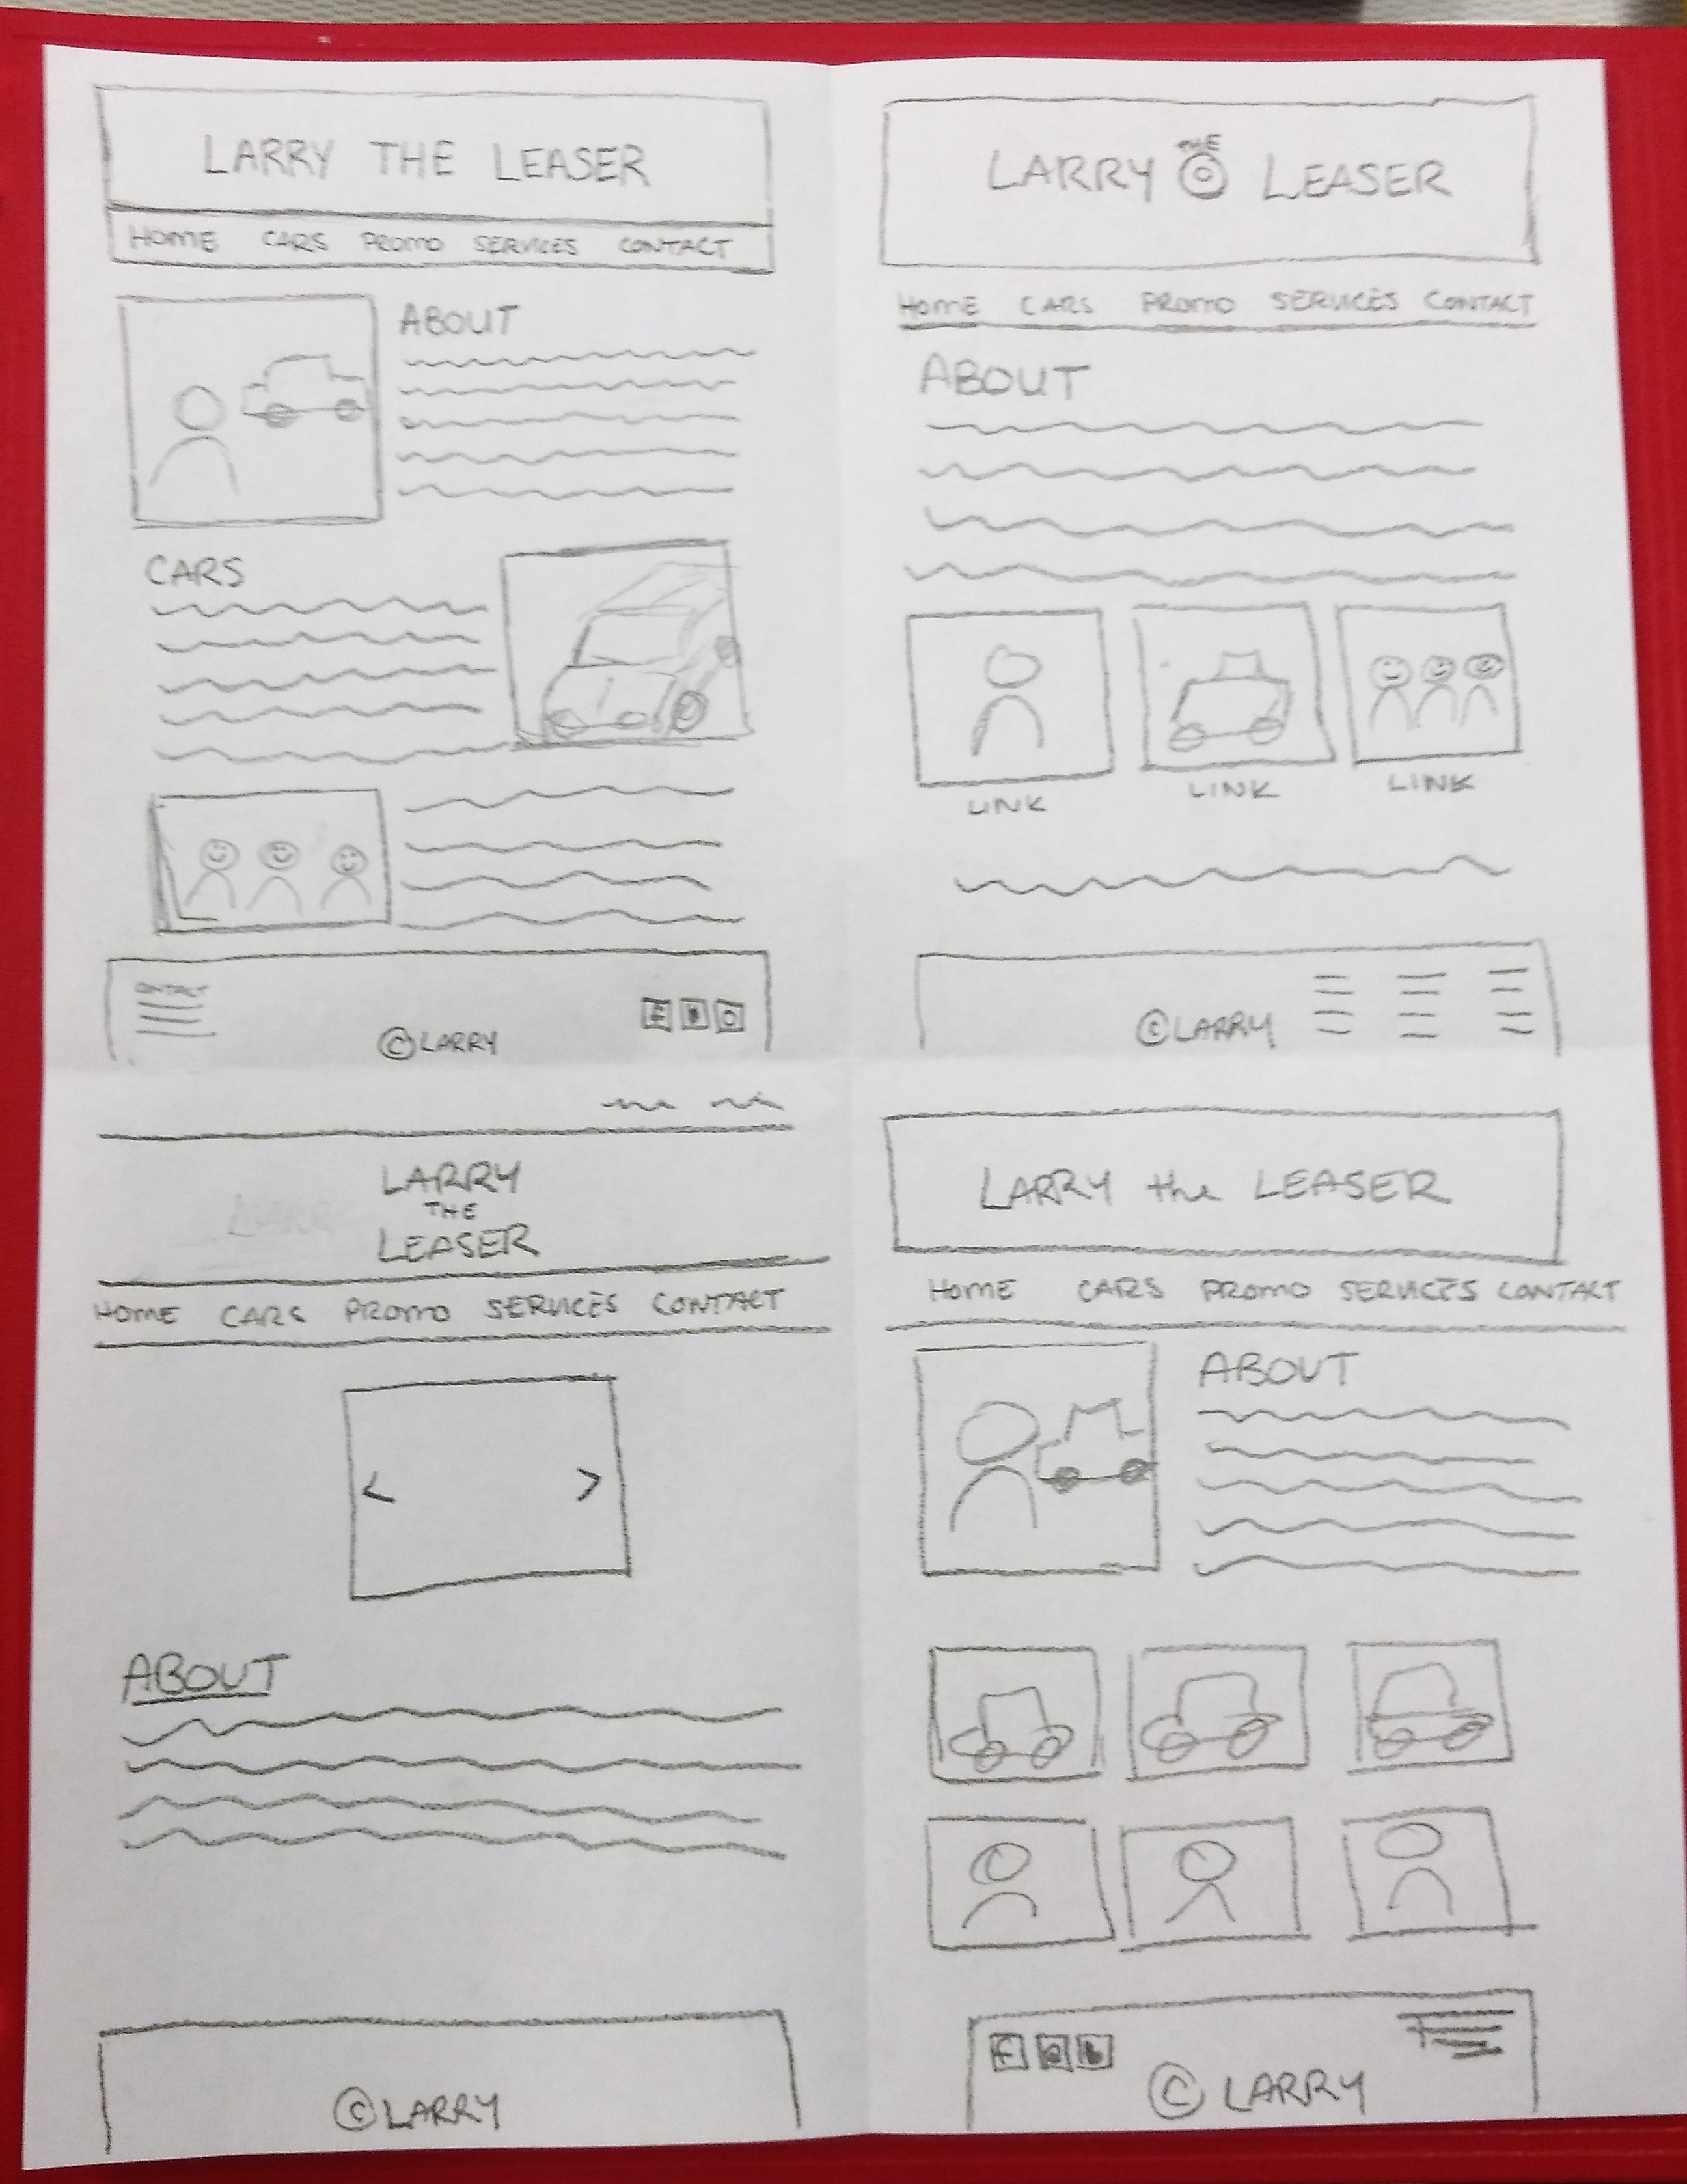 LARRY THE LEASER
HOME CARS PROMO SERVICES CONTACT
ABOUT
CARS
CONTACT
F
© LARRY
LARRY THE LEASER
HOME CARS PROMO SERVICES CONTACT
ABOUT
LINK LINK LINK
© LARRY
LARRY
THE
LEASER
HOME CARS PROMO SERVICES CONTACT
<
>
ABOUT
© LARRY
LARRY the LEASER
HOME CARS PROMO SERVICES CONTACT
ABOUT
F
© LARRY